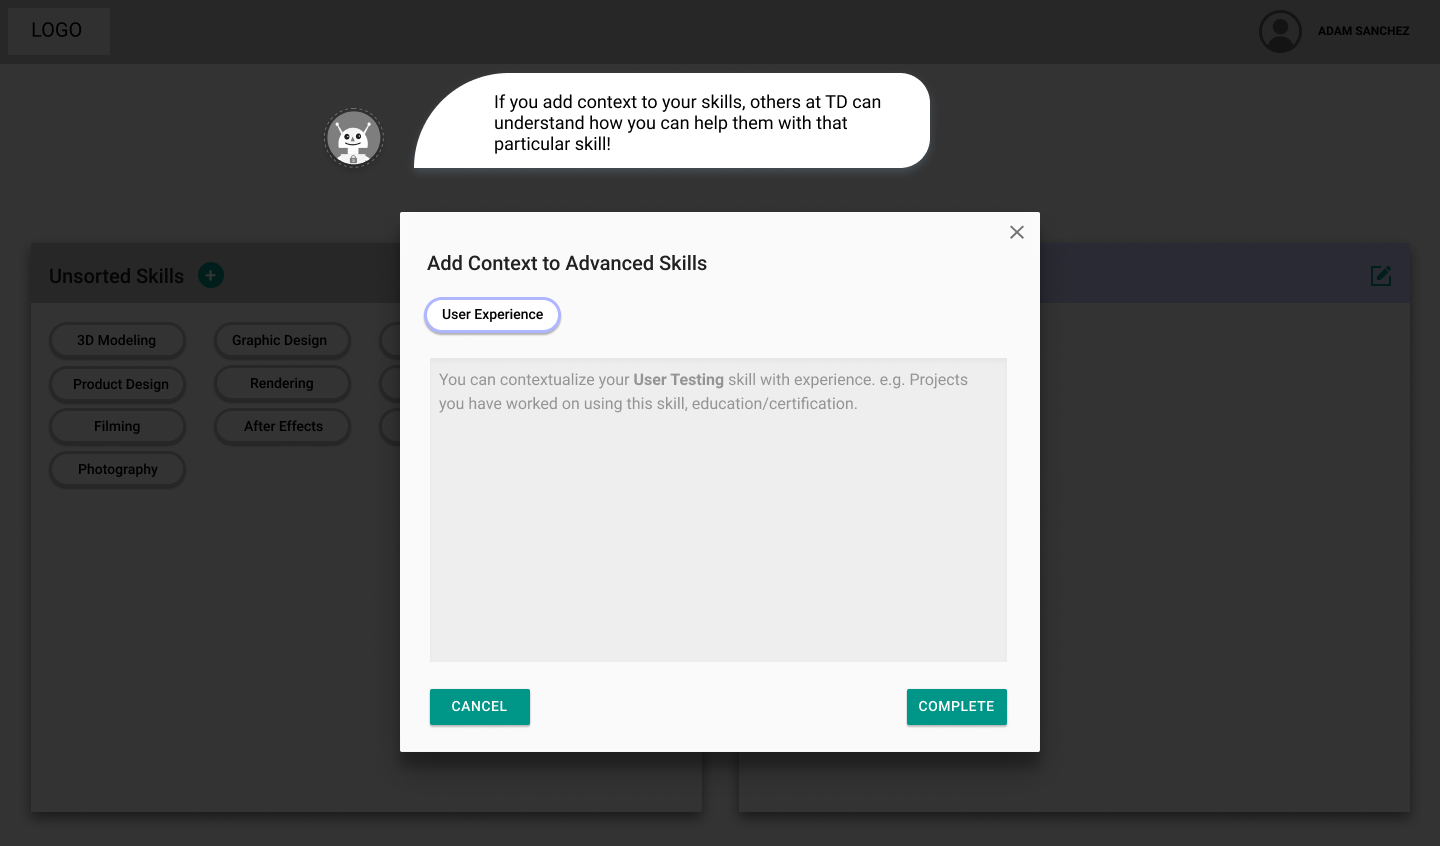 LOGO
ADAM SANCHEZ
If you add context to your skills, others at TD can
understand how you can help them with that
particular skill!
Add Context to Advanced Skills
User Experience
You can contextualize your User Testing skill with experience. e.g. Projects
you have worked on using this skill, education/certification.
CANCEL
COMPLETE
Unsorted Skills
3D Modeling
Graphic Design
Product Design
Rendering
Filming
After Effects
Photography